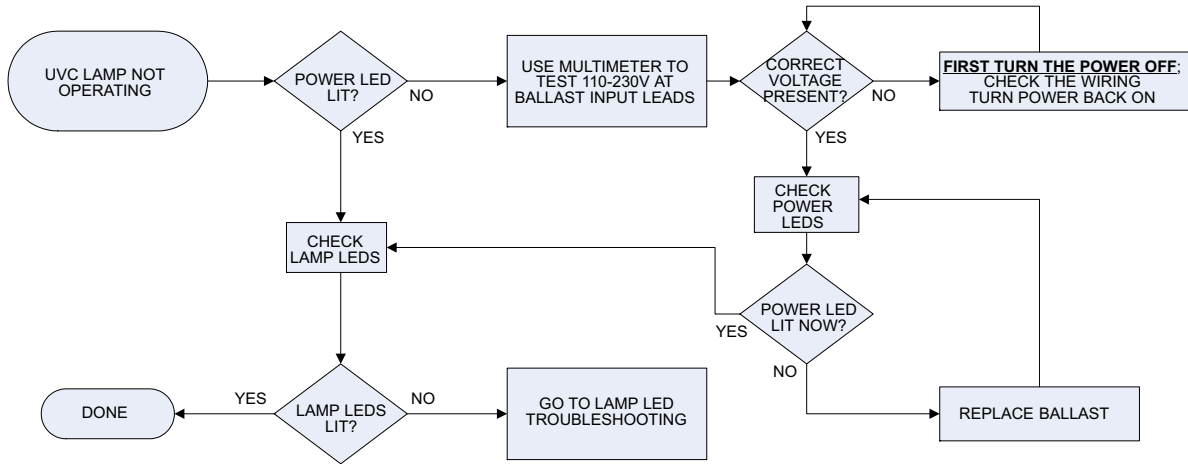 UVC LAMP NOT
OPERATING
POWER LED
LIT?
NO
YES
USE MULTIMETER TO
TEST 110-230V AT
BALLAST INPUT LEADS
CORRECT
VOLTAGE
PRESENT?
NO
YES
FIRST TURN THE POWER OFF;
CHECK THE WIRING
TURN POWER BACK ON
CHECK
POWER
LEDS
CHECK
LAMP LEDS
POWER LED
LIT NOW?
YES
NO
DONE
YES
LAMP LEDS
LIT?
NO
GO TO LAMP LED
TROUBLESHOOTING
REPLACE BALLAST